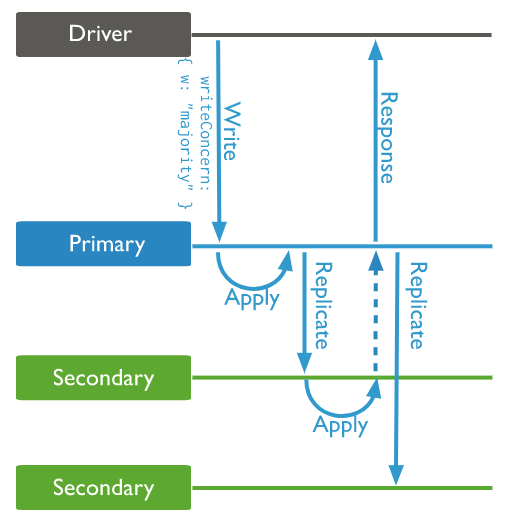 Driver
Write
writeConcern:
{ w: "majority" }
Response
Primary
Apply
Replicate
Replicate
Secondary
Apply
Secondary